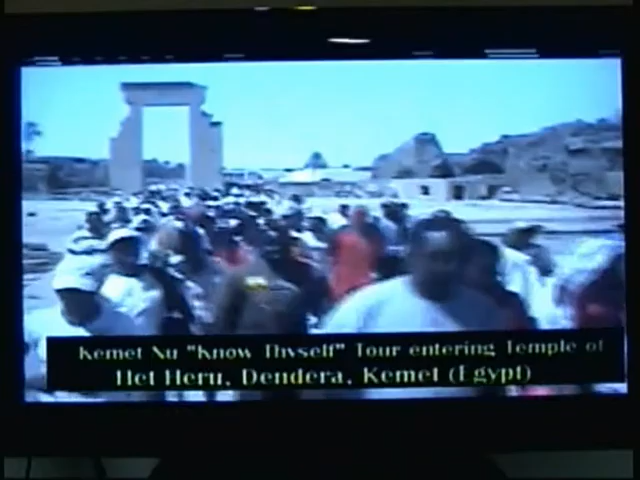 Kemet Nu "Know Thyself" Tour entering Temple of
Het Heru, Dendera, Kemet (Egypt)